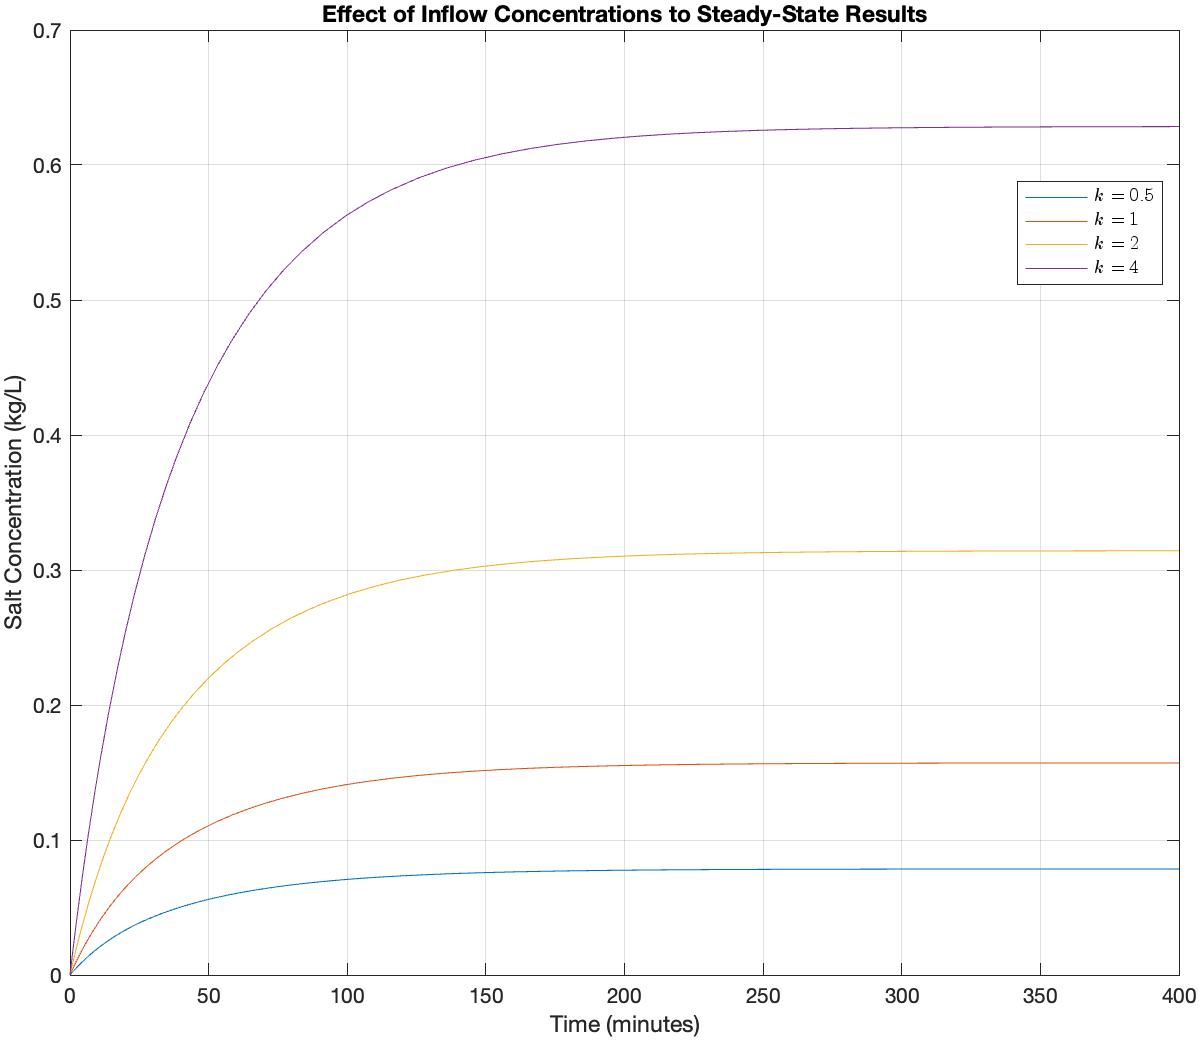 Effect of Inflow Concentrations to Steady-State Results
0.7
0.6
0.5
0.4
0.3
0.2
0.1
0
Salt Concentration (kg/L)
k = 0.5
k = 1
k = 2
k = 4
0 50 100 150 200 250 300 350 400
Time (minutes)